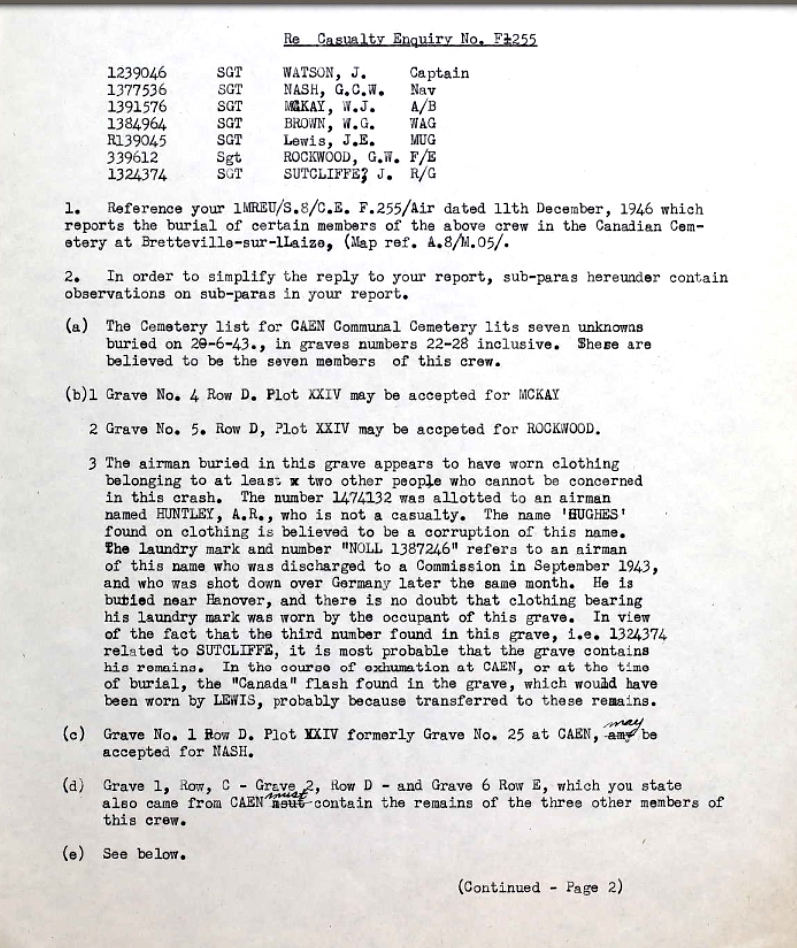 Re Casualty Enquiry No. F1255
1239046 SGT WATSON, J. Captain
1377536 SGT NASH, G.C.W. Nav
1391576 SGT MCKAY, W.J. A/B
1384964 SGT BROWN, W.G. WAG
R139045 SGT Lewis, J.E. MUG
339612 Sgt ROCKWOOD, G.W. F/E
1324374 SGT SUTCLIFFE, J. R/G
1. Reference your 1MREU/S.8/C.E. F.255/Air dated 11th December, 1946 which
reports the burial of certain members of the above crew in the Canadian Cem-
etery at Bretteville-sur-lLaize, (Map ref. A.8/M.05/.
2. In order to simplify the reply to your report, sub-paras hereunder contain
observations on sub-paras in your report.
(a) The Cemetery list for CAEN Communal Cemetery lits seven unknowns
buried on 20-6-43., in graves numbers 22-28 inclusive. These are
believed to be the seven members of this crew.
(b)1 Grave No. 4 Row D. Plot XXIV may be accepted for MCKAY
2 Grave No. 5. Row D, Plot XXIV may be accpeted for ROCKWOOD.
3 The airman buried in this grave appears to have worn clothing
belonging to at least x two other people who cannot be concerned
in this crash. The number 1474132 was allotted to an airman
named HUNTLEY, A.R., who is not a casualty. The name 'HUGHES'
found on clothing is believed to be a corruption of this name.
The laundry mark and number "NOLL 1387246" refers to an airman
of this name who was discharged to a Commission in September 1943,
and who was shot down over Germany later the same month. He is
butied near Hanover, and there is no doubt that clothing bearing
his laundry mark was worn by the occupant of this grave. In view
of the fact that the third number found in this grave, i.e. 1324374
related to SUTCLIFFE, it is most probable that the grave contains
his remains. In the course of exhumation at CAEN, or at the time
of burial, the "Canada" flash found in the grave, which would have
been worn by LEWIS, probably because transferred to these remains.
(c) Grave No. 1 Row D. Plot XXIV formerly Grave No. 25 at CAEN, amy may be
accepted for NASH.
(d) Grave 1, Row, C - Grave 2, Row D - and Grave 6 Row E, which you state
also came from CAEN msut must contain the remains of the three other members of
this crew.
(e) See below.
(Continued - Page 2)